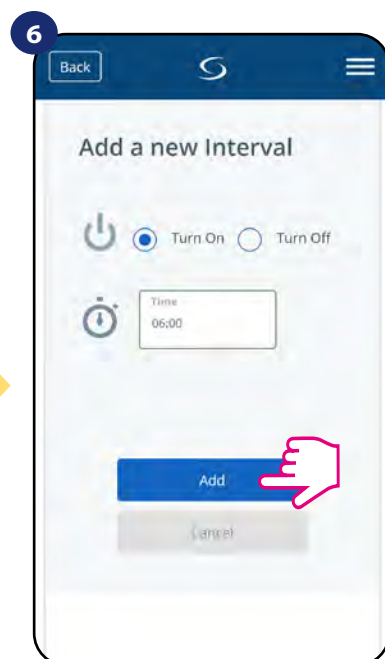 6
Back
Add a new Interval
Turn On Turn Off
Time
06:00
Add
Cancel